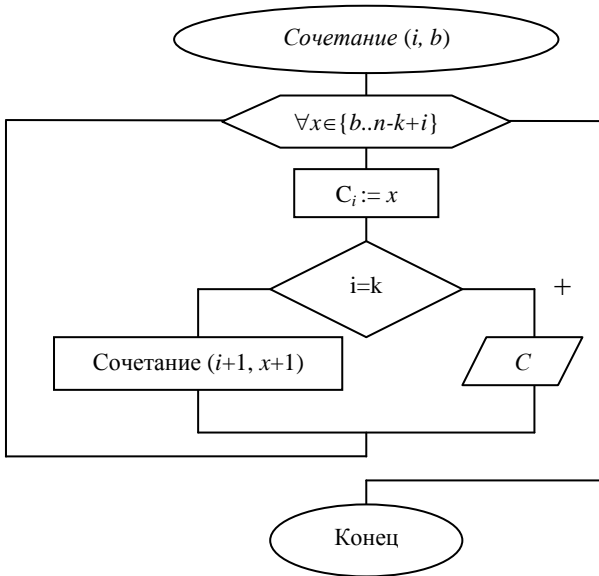 Сочетание (i, b)
∀x∈{b..n-k+i}
Cᵢ := x
i=k
+
Сочетание (i+1, x+1)
C
Конец